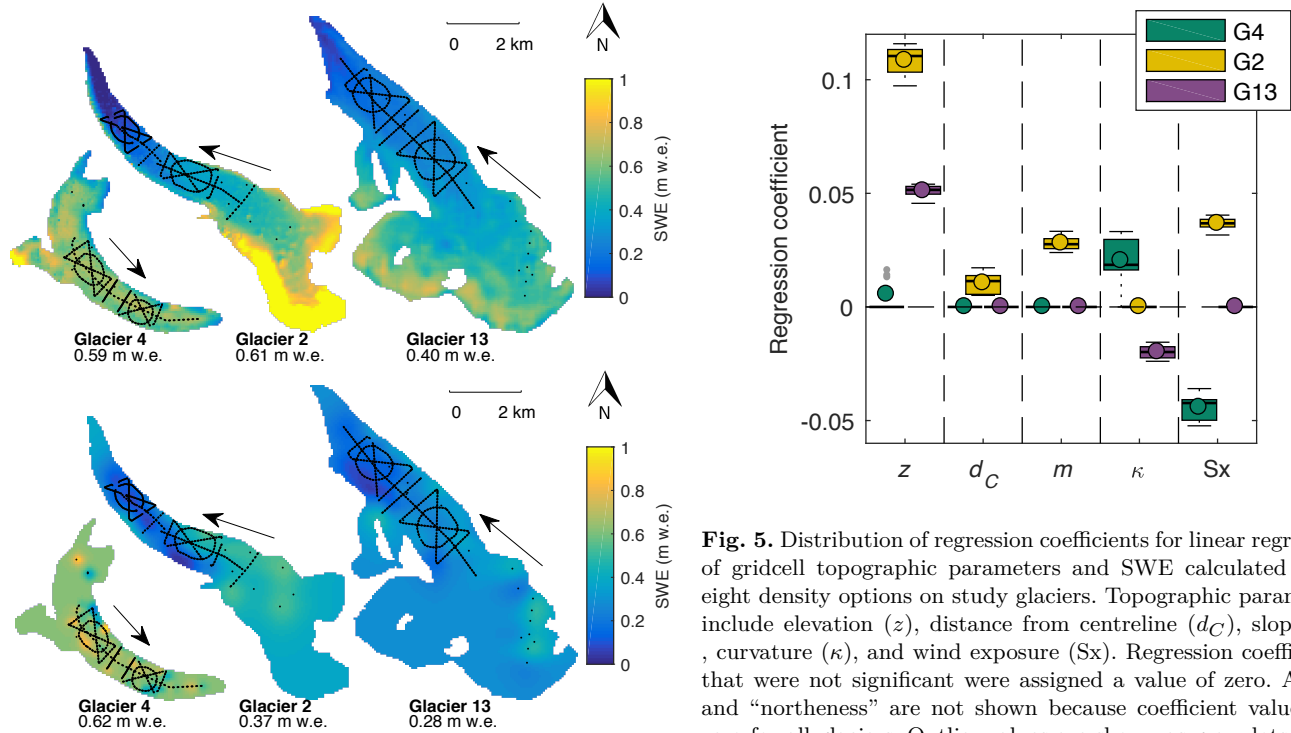 0 2 km
N
SWE (m w.e.)
1
0.8
0.6
0.4
0.2
0
Glacier 4
0.59 m w.e.
Glacier 2
0.61 m w.e.
Glacier 13
0.40 m w.e.
0 2 km
N
SWE (m w.e.)
1
0.8
0.6
0.4
0.2
0
Glacier 4
0.62 m w.e.
Glacier 2
0.37 m w.e.
Glacier 13
0.28 m w.e.
G4
G2
G13
Regression coefficient
0.1
0.05
0
-0.05
z d_C m κ Sx
Fig. 5. Distribution of regression coefficients for linear regr
of gridcell topographic parameters and SWE calculated
eight density options on study glaciers. Topographic param
include elevation (z), distance from centreline (d_C), slop
, curvature (κ), and wind exposure (Sx). Regression coeffi
that were not significant were assigned a value of zero. A
and “northeness” are not shown because coefficient value